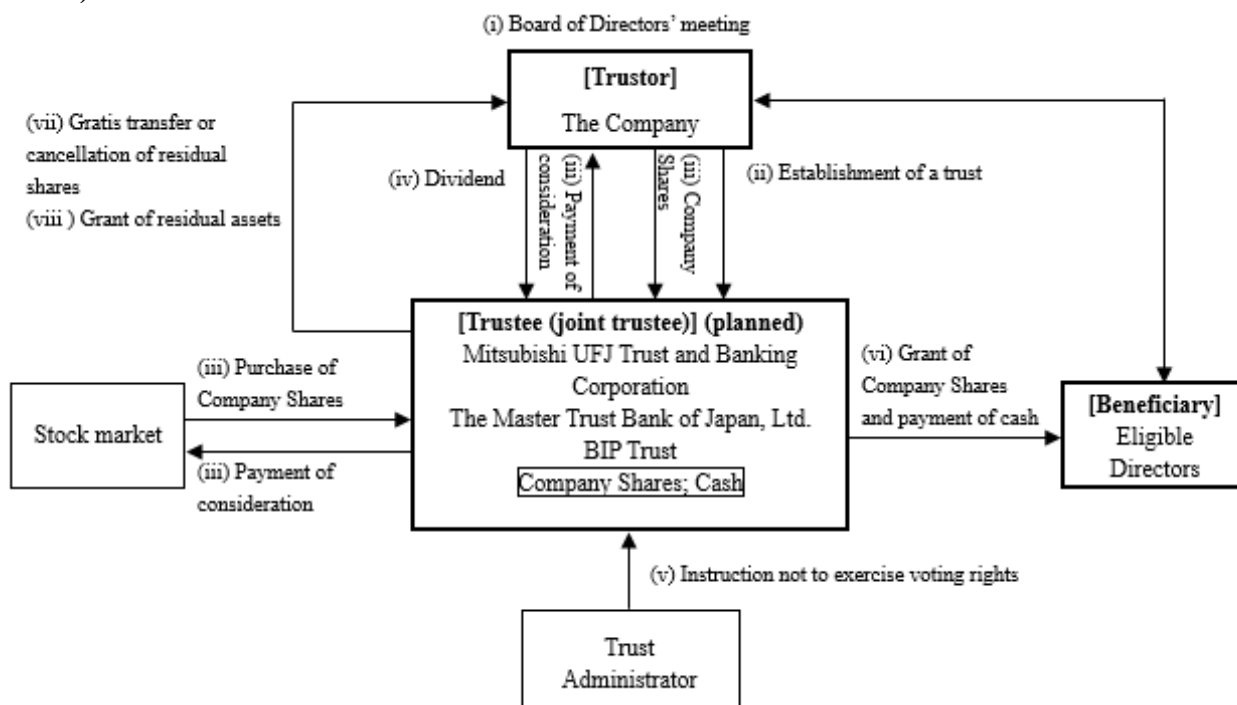 (i) Board of Directors’ meeting
[Trustor]
The Company
(vii) Gratis transfer or
cancellation of residual
shares
(viii ) Grant of residual assets
(iv) Dividend
(iii) Payment of
consideration
(iii) Company
Shares
(ii) Establishment of a trust
[Trustee (joint trustee)] (planned)
Mitsubishi UFJ Trust and Banking
Corporation
The Master Trust Bank of Japan, Ltd.
BIP Trust
Company Shares; Cash
(iii) Purchase of
Company Shares
Stock market
(iii) Payment of
consideration
(vi) Grant of
Company Shares
and payment of cash
[Beneficiary]
Eligible
Directors
(v) Instruction not to exercise voting rights
Trust
Administrator